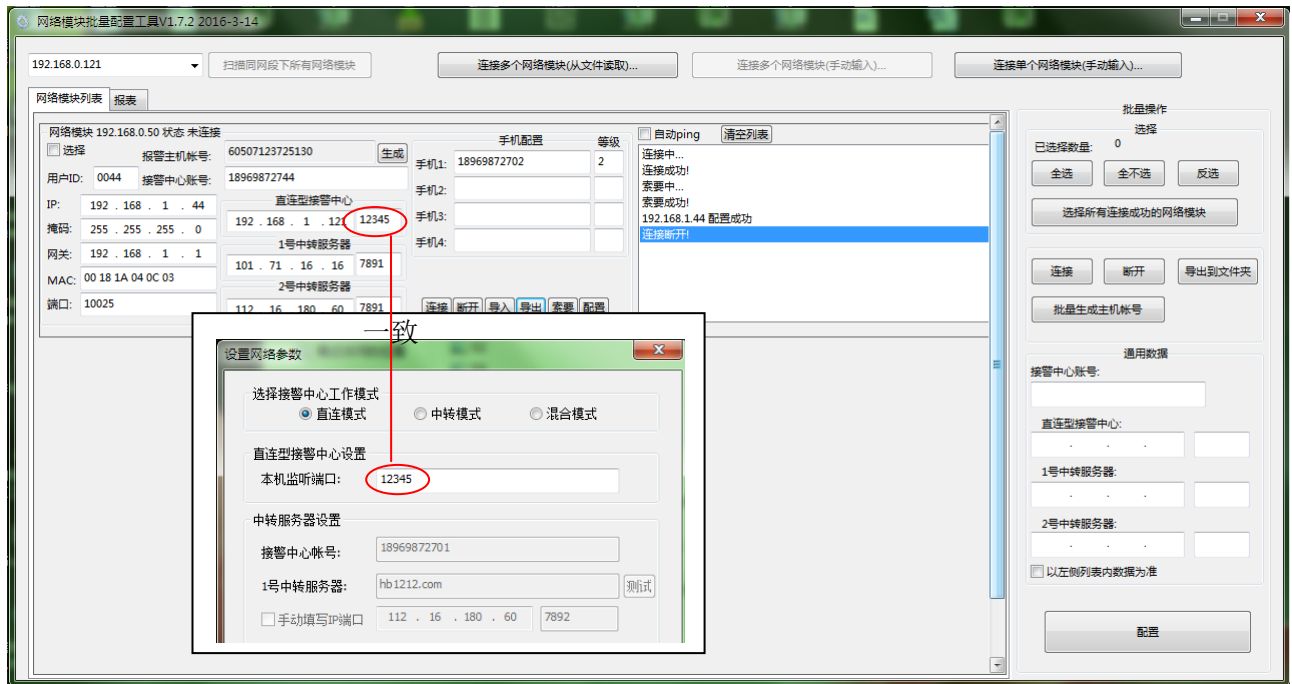 网络模块批量配置工具V1.7.2 2016-3-14
192.168.0.121
扫描同网段下所有网络模块
连接多个网络模块(从文件读取)...
连接多个网络模块(手动输入)...
连接单个网络模块(手动输入)...
网络模块列表
报表
网络模块 192.168.0.50 状态 未连接
选择
报警主机帐号:
60507123725130
生成
用户ID:
0044
接警中心账号:
18969872744
IP:
192 . 168 . 1 . 44
掩码:
255 . 255 . 255 . 0
网关:
192 . 168 . 1 . 1
MAC:
00 18 1A 04 0C 03
端口:
10025
直连型接警中心
192 . 168 . 1 . 121
12345
1号中转服务器
101 . 71 . 16 . 16
7891
2号中转服务器
112 . 16 . 180 . 60
7891
手机配置
等级
手机1:
18969872702
2
手机2:
手机3:
手机4:
连接
断开
导入
导出
索要
配置
自动ping
清空列表
连接中...
连接成功!
索要中...
索要成功!
192.168.1.44 配置成功
连接断开!
一致
设置网络参数
选择接警中心工作模式
直连模式
中转模式
混合模式
直连型接警中心设置
本机监听端口:
12345
中转服务器设置
接警中心帐号:
18969872701
1号中转服务器:
hb1212.com
测试
手动填写IP端口
112 . 16 . 180 . 60
7892
批量操作
选择
已选择数量:
0
全选
全不选
反选
选择所有连接成功的网络模块
连接
断开
导出到文件夹
批量生成主机帐号
通用数据
接警中心账号:
直连型接警中心:
1号中转服务器:
2号中转服务器:
以左侧列表内数据为准
配置